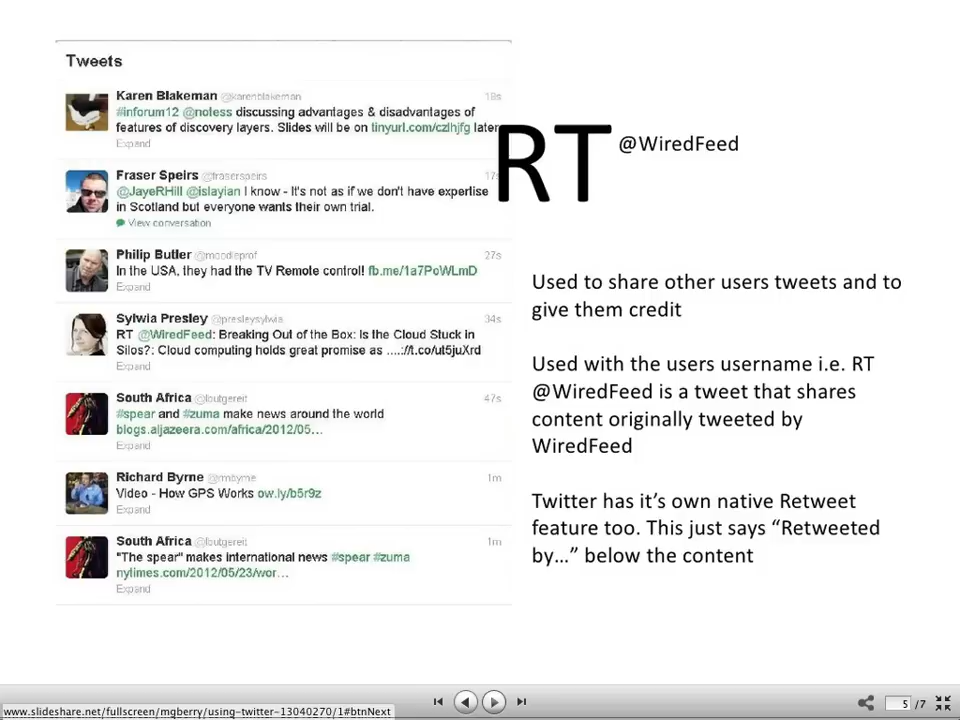 Tweets
Karen Blakeman @karenblakeman 18s
#inforum12 @noless discussing advantages & disadvantages of
features of discovery layers. Slides will be on tinyurl.com/czlhjfg later
Expand
Fraser Speirs @fraserspeirs 17s
@JayeRHill @islayian I know - It's not as if we don't have expertise
in Scotland but everyone wants their own trial.
View conversation
Philip Butler @moodleprof 27s
In the USA, they had the TV Remote control! fb.me/1a7PoWLmD
Expand
Sylwia Presley @presleysylwia 34s
RT @WiredFeed: Breaking Out of the Box: Is the Cloud Stuck in
Silos?: Cloud computing holds great promise as ....://t.co/ut5juXrd
Expand
South Africa @lbutgereit 47s
#spear and #zuma make news around the world
blogs.aljazeera.com/africa/2012/05...
Expand
Richard Byrne @rmbyrne 1m
Video - How GPS Works ow.ly/b5r9z
Expand
South Africa @lbutgereit 1m
"The spear" makes international news #spear #zuma
nytimes.com/2012/05/23/wor...
Expand
RT @WiredFeed
Used to share other users tweets and to
give them credit
Used with the users username i.e. RT
@WiredFeed is a tweet that shares
content originally tweeted by
WiredFeed
Twitter has it's own native Retweet
feature too. This just says “Retweeted
by…” below the content
www.slideshare.net/fullscreen/mgberry/using-twitter-13040270/1#btnNext
5 /7